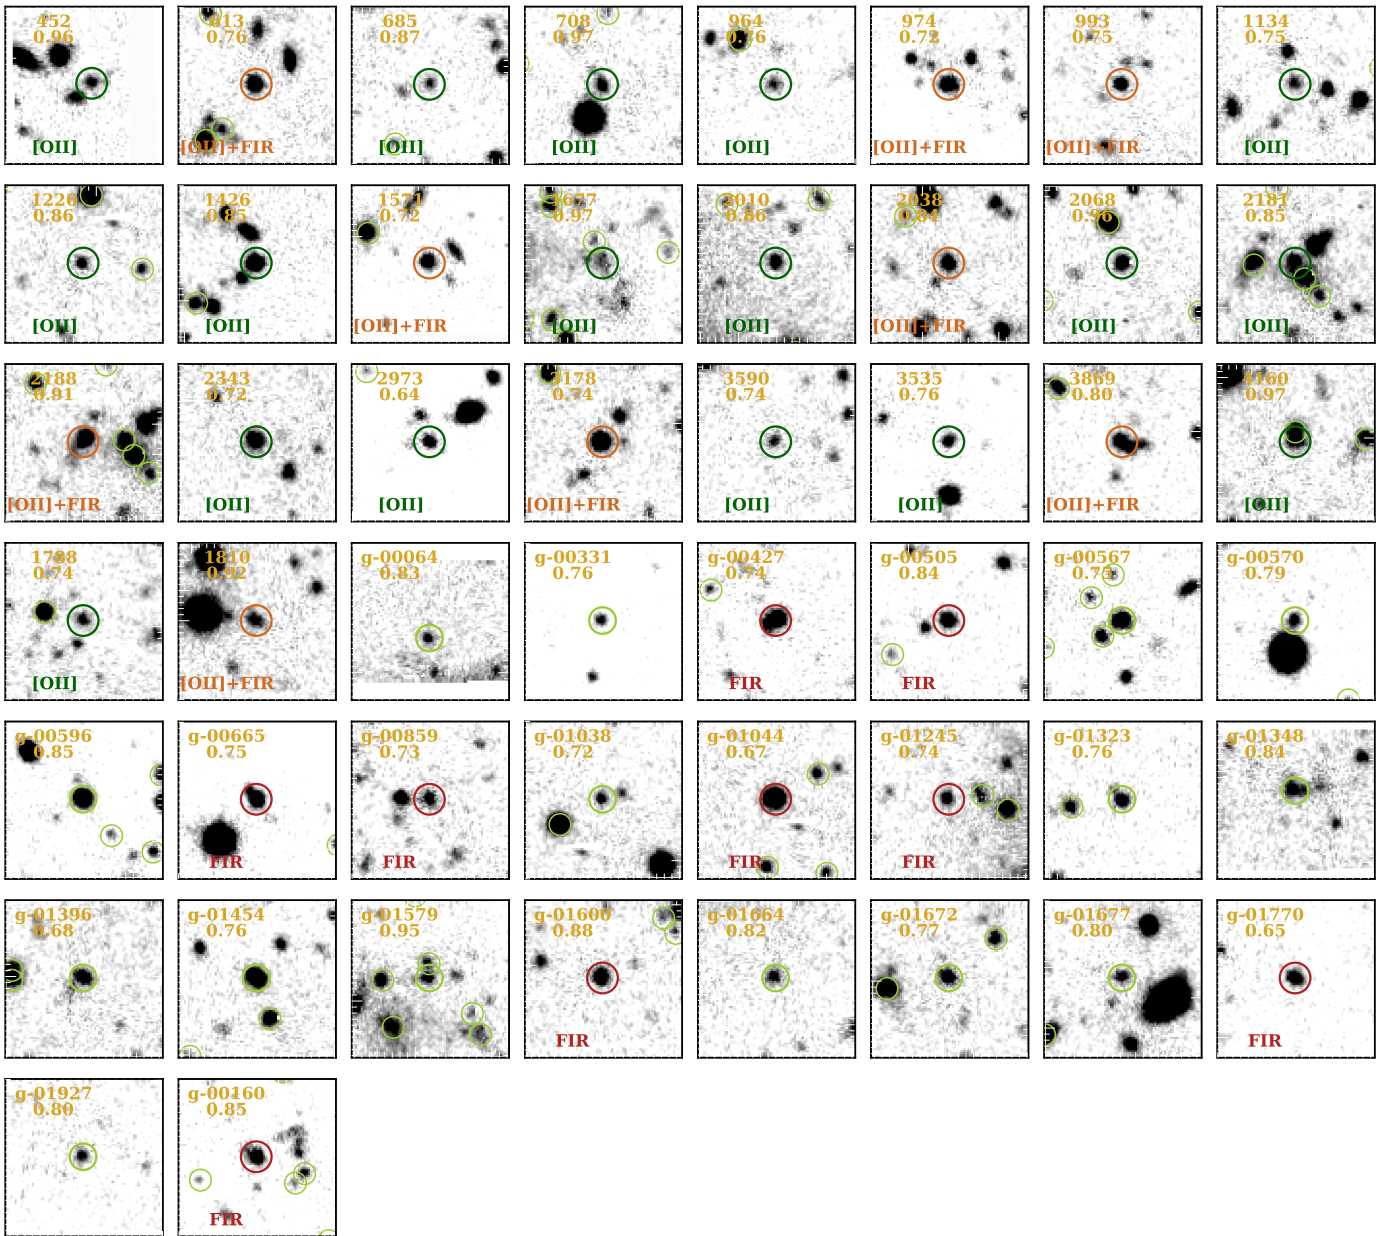 452
0.96
[OII]
613
0.76
[OII]+FIR
685
0.87
[OII]
708
0.97
[OII]
964
0.76
[OII]
974
0.72
[OII]+FIR
993
0.75
[OII]+FIR
1134
0.75
[OII]
1226
0.86
[OII]
1426
0.85
[OII]
1571
0.72
[OII]+FIR
1677
0.97
[OII]
2010
0.86
[OII]
2038
0.84
[OII]+FIR
2068
0.96
[OII]
2181
0.85
[OII]
2188
0.91
[OII]+FIR
2343
0.72
[OII]
2973
0.64
[OII]
3178
0.74
[OII]+FIR
3590
0.74
[OII]
3535
0.76
[OII]
3869
0.80
[OII]+FIR
4160
0.97
[OII]
1788
0.74
[OII]
1810
0.92
[OII]+FIR
g-00064
0.83
g-00331
0.76
g-00427
0.74
FIR
g-00505
0.84
FIR
g-00567
0.73
g-00570
0.79
g-00596
0.85
g-00665
0.75
FIR
g-00859
0.73
FIR
g-01038
0.72
g-01044
0.67
FIR
g-01245
0.74
FIR
g-01323
0.76
g-01348
0.84
g-01396
0.68
g-01454
0.76
g-01579
0.95
g-01600
0.88
FIR
g-01664
0.82
g-01672
0.77
g-01677
0.80
g-01770
0.65
FIR
g-01927
0.80
g-00160
0.85
FIR